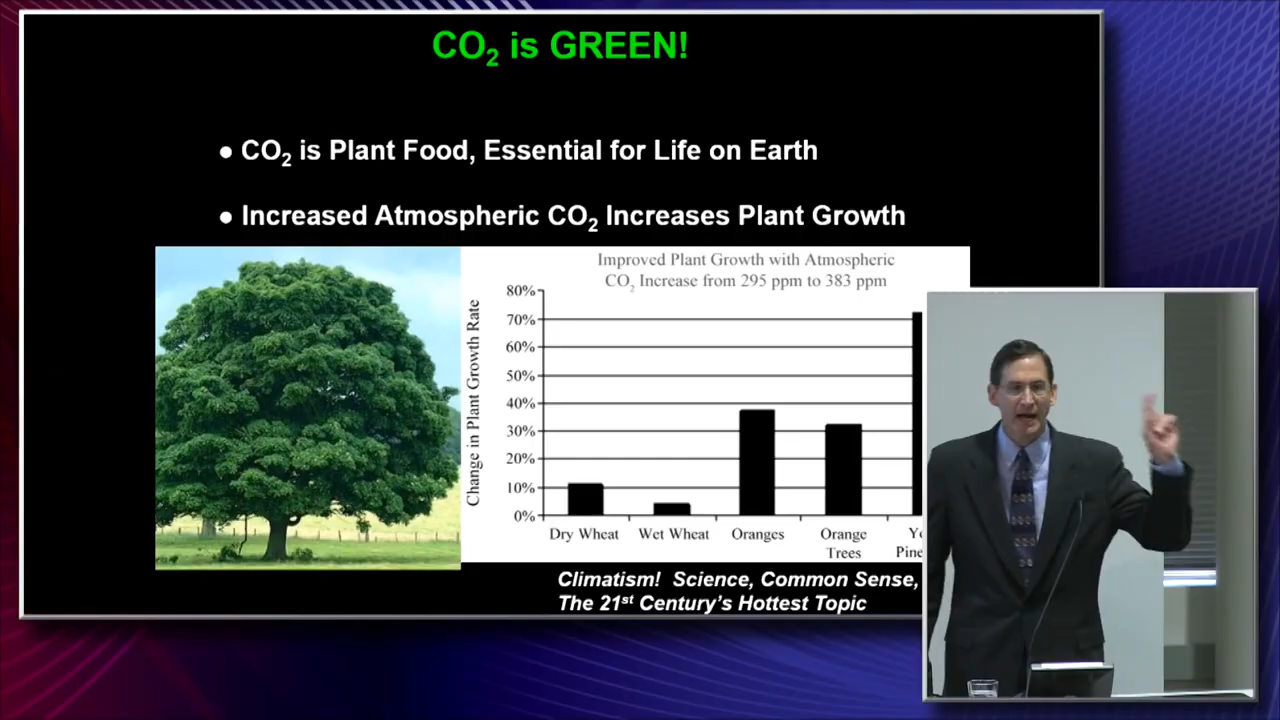 CO₂ is GREEN!
● CO₂ is Plant Food, Essential for Life on Earth
● Increased Atmospheric CO₂ Increases Plant Growth
Improved Plant Growth with Atmospheric
CO₂ Increase from 295 ppm to 383 ppm
Change in Plant Growth Rate
80%
70%
60%
50%
40%
30%
20%
10%
0%
Dry Wheat Wet Wheat Oranges Orange
Trees
Climatism! Science, Common Sense,
The 21st Century's Hottest Topic